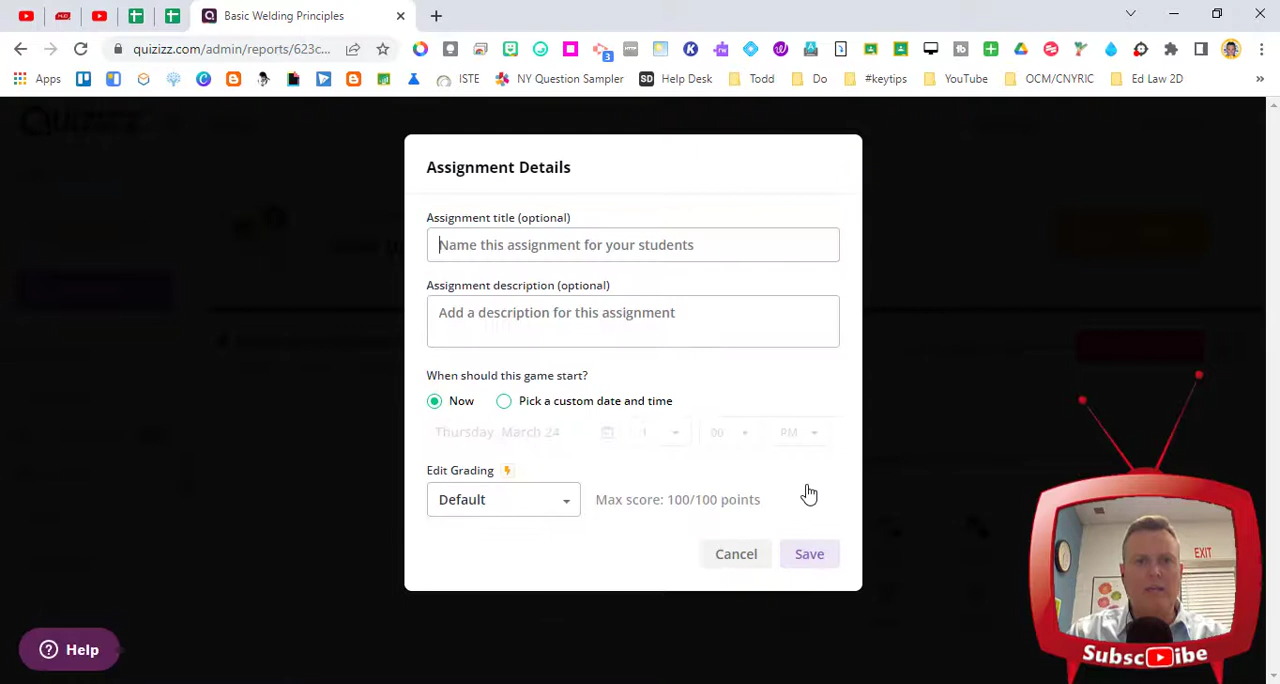 Basic Welding Principles
quizizz.com/admin/reports/623c...
Apps
ISTE
NY Question Sampler
SD Help Desk
Todd
Do
#keytips
YouTube
OCM/CNYRIC
Ed Law 2D
»
Assignment Details
Assignment title (optional)
Name this assignment for your students
Assignment description (optional)
Add a description for this assignment
When should this game start?
Now
Pick a custom date and time
Thursday, March 24
1
00
PM
Edit Grading
Default
Max score: 100/100 points
Cancel
Save
Help
EXIT
Subscribe